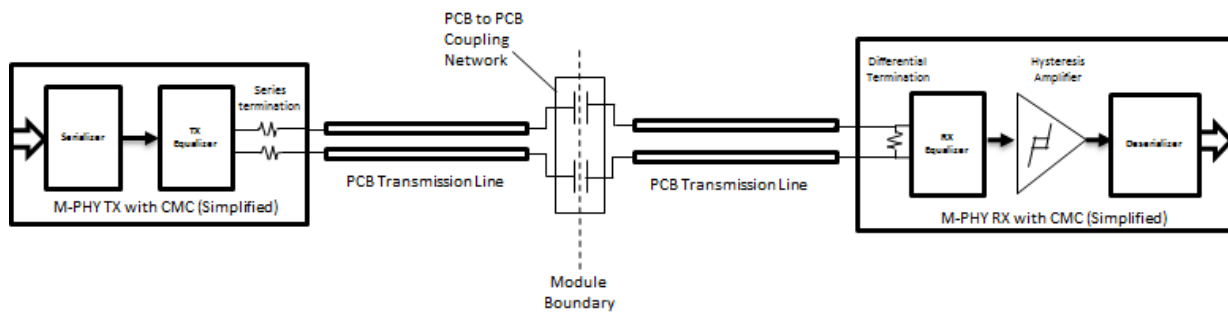 PCB to PCB
Coupling
Network
Series
termination
Serializer
TX
Equalizer
M-PHY TX with CMC (Simplified)
PCB Transmission Line
Module
Boundary
PCB Transmission Line
Differential
Termination
Hysteresis
Amplifier
RX
Equalizer
Deserializer
M-PHY RX with CMC (Simplified)